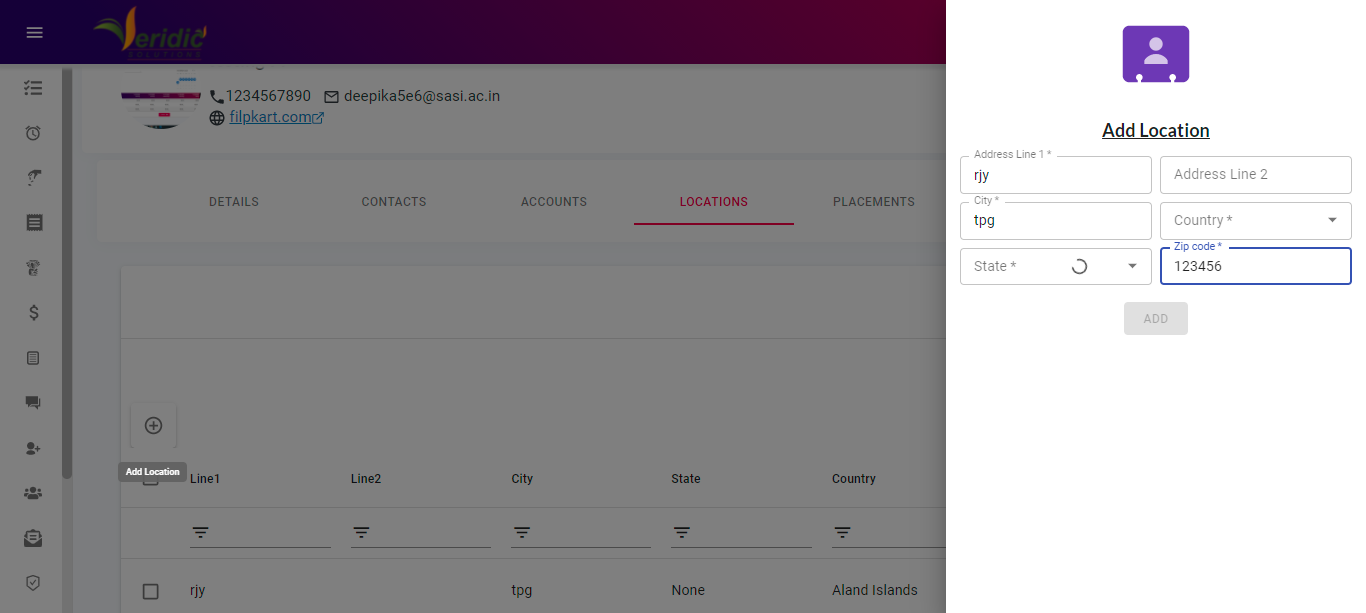 eridic
SOLUTIONS
1234567890 deepika5e6@sasi.ac.in
filpkart.com
DETAILS CONTACTS ACCOUNTS LOCATIONS PLACEMENTS
Add Location
Line1 Line2 City State Country
rjy tpg None Aland Islands
Add Location
Address Line 1 *
rjy
Address Line 2
City *
tpg
Country *
State *
Zip code *
123456
ADD